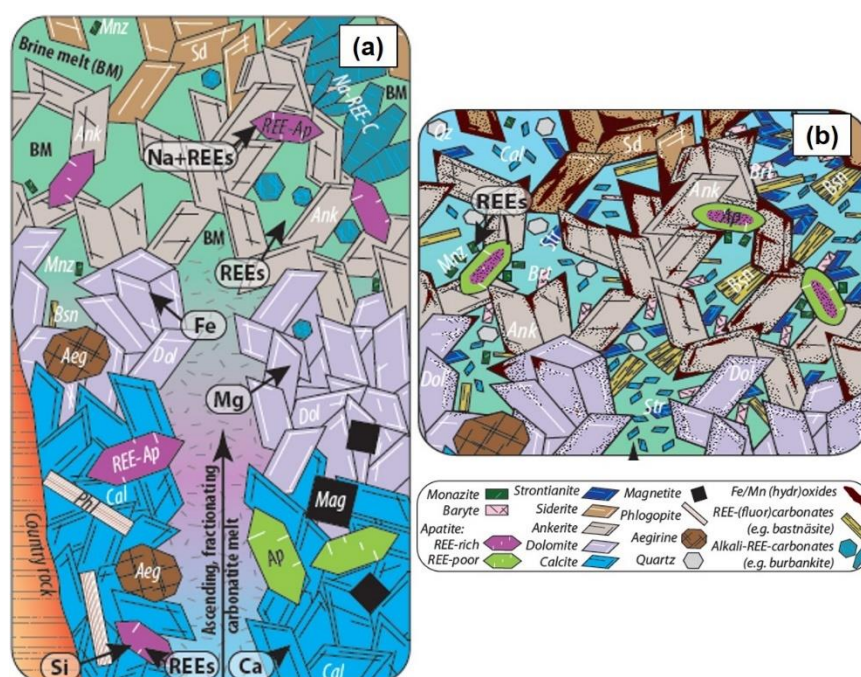 (a)
Mnz
Sd
Brine melt (BM)
BM
Na-REE-C
Ank
REE-Ap
Na+REEs
BM
Ank
BM
REEs
Mnz
Fe
Bsn
Aeg
Dol
Mg
Dol
REE-Ap
Cal
Mag
Phl
Ap
Aeg
Country rock
Ascending, fractionating
carbonatite melt
Si
REEs
Ca
Cal
(b)
Qz
Cal
Sd
Brt
Bsn
Ank
REEs
Ap
Str
Mnz
Brt
Bsn
Ank
Dol
Dol
Str
Monazite
Strontianite
Magnetite
Fe/Mn (hydr)oxides
Baryte
Siderite
Phlogopite
REE-(fluor)carbonates
Apatite:
Ankerite
(e.g. bastnäsite)
REE-rich
Dolomite
Aegirine
Alkali-REE-carbonates
REE-poor
Calcite
Quartz
(e.g. burbankite)